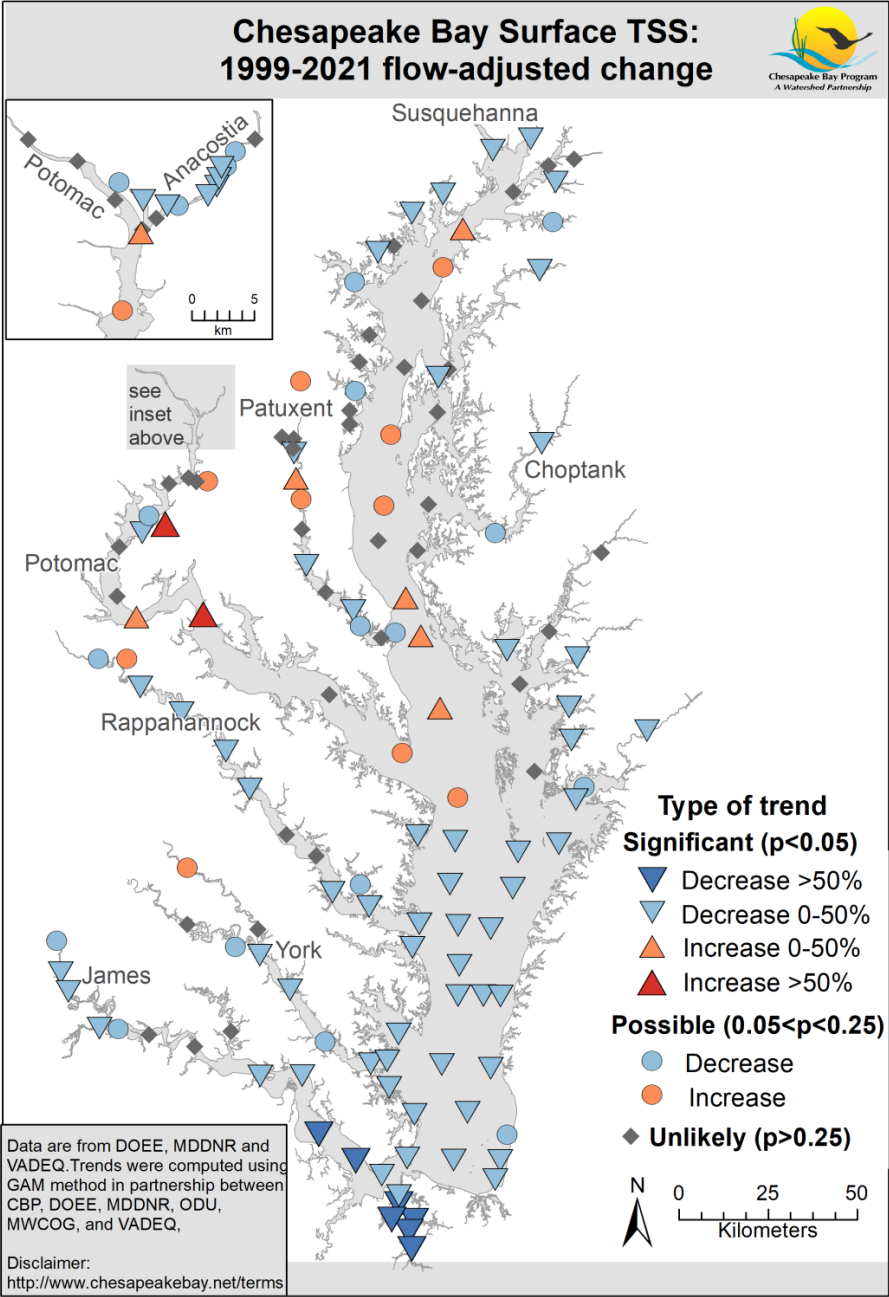 Chesapeake Bay Surface TSS:
1999-2021 flow-adjusted change
Chesapeake Bay Program
A Watershed Partnership
Susquehanna
Anacostia
Potomac
0 5
km
see
inset
above
Patuxent
Choptank
Potomac
Rappahannock
York
James
Type of trend
Significant (p<0.05)
Decrease >50%
Decrease 0-50%
Increase 0-50%
Increase >50%
Possible (0.05<p<0.25)
Decrease
Increase
Unlikely (p>0.25)
N
0 25 50
Kilometers
Data are from DOEE, MDDNR and
VADEQ.Trends were computed using
GAM method in partnership between
CBP, DOEE, MDDNR, ODU,
MWCOG, and VADEQ,
Disclaimer:
http://www.chesapeakebay.net/terms